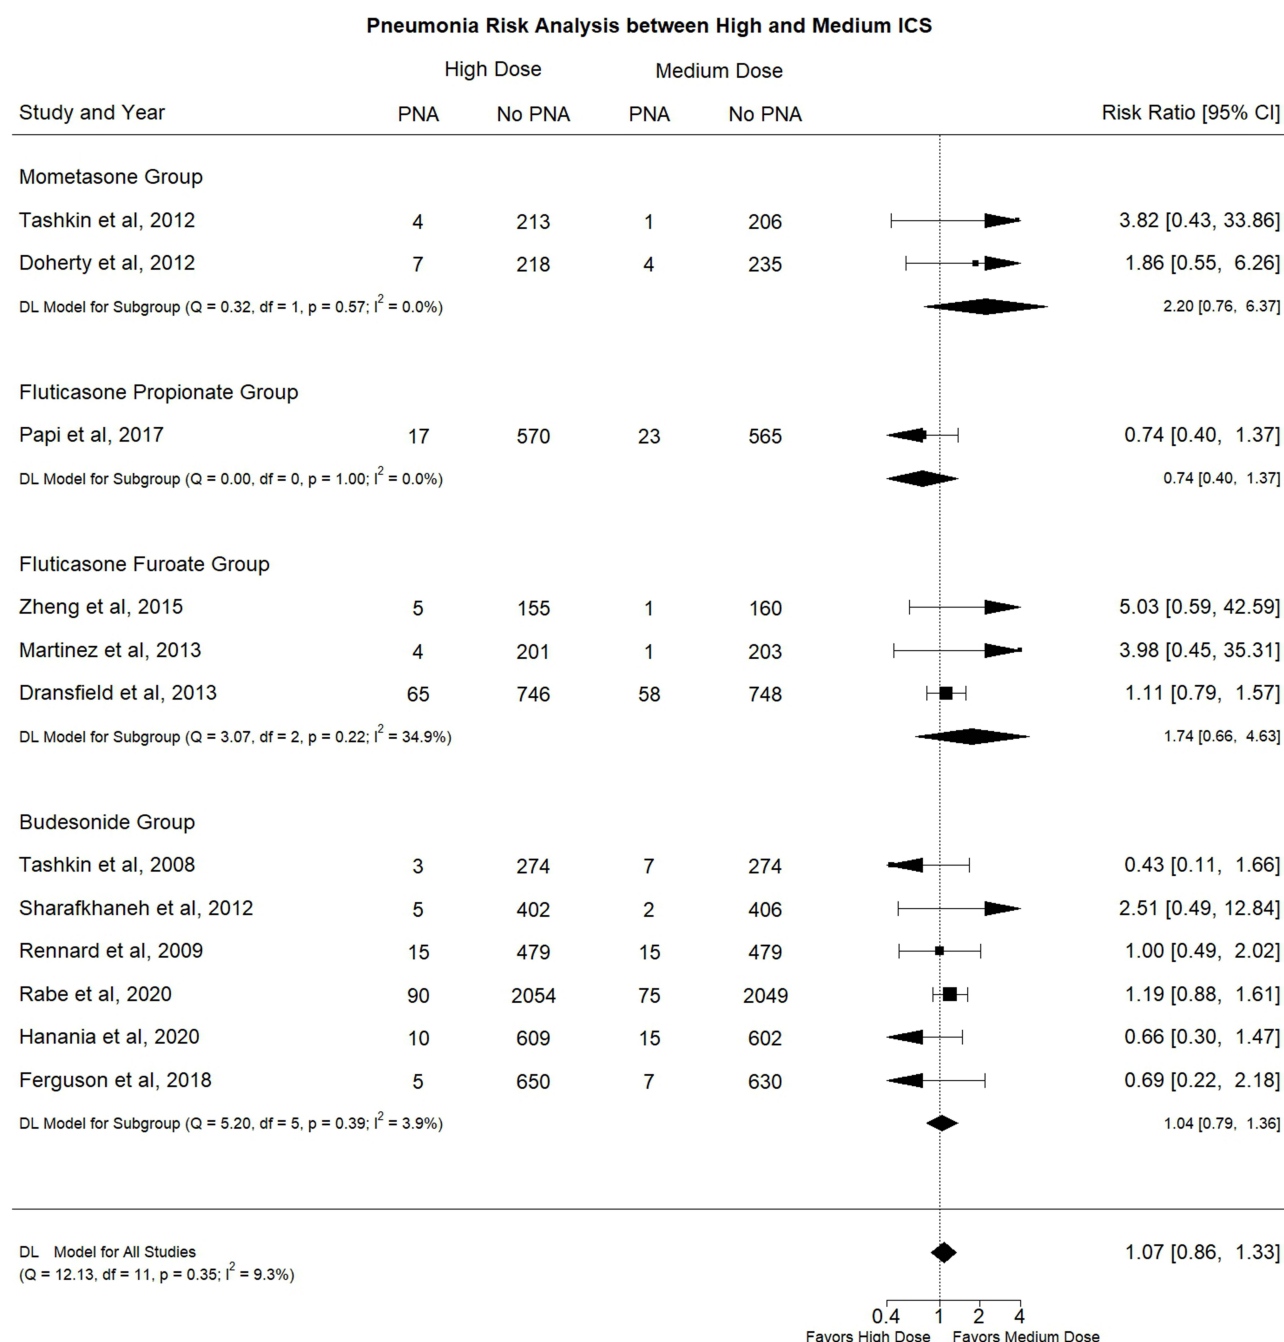 Pneumonia Risk Analysis between High and Medium ICS
High Dose Medium Dose
Study and Year PNA No PNA PNA No PNA Risk Ratio [95% CI]
Mometasone Group
Tashkin et al, 2012 4 213 1 206 3.82 [0.43, 33.86]
Doherty et al, 2012 7 218 4 235 1.86 [0.55, 6.26]
DL Model for Subgroup (Q = 0.32, df = 1, p = 0.57; I² = 0.0%) 2.20 [0.76, 6.37]
Fluticasone Propionate Group
Papi et al, 2017 17 570 23 565 0.74 [0.40, 1.37]
DL Model for Subgroup (Q = 0.00, df = 0, p = 1.00; I² = 0.0%) 0.74 [0.40, 1.37]
Fluticasone Furoate Group
Zheng et al, 2015 5 155 1 160 5.03 [0.59, 42.59]
Martinez et al, 2013 4 201 1 203 3.98 [0.45, 35.31]
Dransfield et al, 2013 65 746 58 748 1.11 [0.79, 1.57]
DL Model for Subgroup (Q = 3.07, df = 2, p = 0.22; I² = 34.9%) 1.74 [0.66, 4.63]
Budesonide Group
Tashkin et al, 2008 3 274 7 274 0.43 [0.11, 1.66]
Sharafkhaneh et al, 2012 5 402 2 406 2.51 [0.49, 12.84]
Rennard et al, 2009 15 479 15 479 1.00 [0.49, 2.02]
Rabe et al, 2020 90 2054 75 2049 1.19 [0.88, 1.61]
Hanania et al, 2020 10 609 15 602 0.66 [0.30, 1.47]
Ferguson et al, 2018 5 650 7 630 0.69 [0.22, 2.18]
DL Model for Subgroup (Q = 5.20, df = 5, p = 0.39; I² = 3.9%) 1.04 [0.79, 1.36]
DL Model for All Studies 1.07 [0.86, 1.33]
(Q = 12.13, df = 11, p = 0.35; I² = 9.3%)
0.4 1 2 4
Favors High Dose Favors Medium Dose